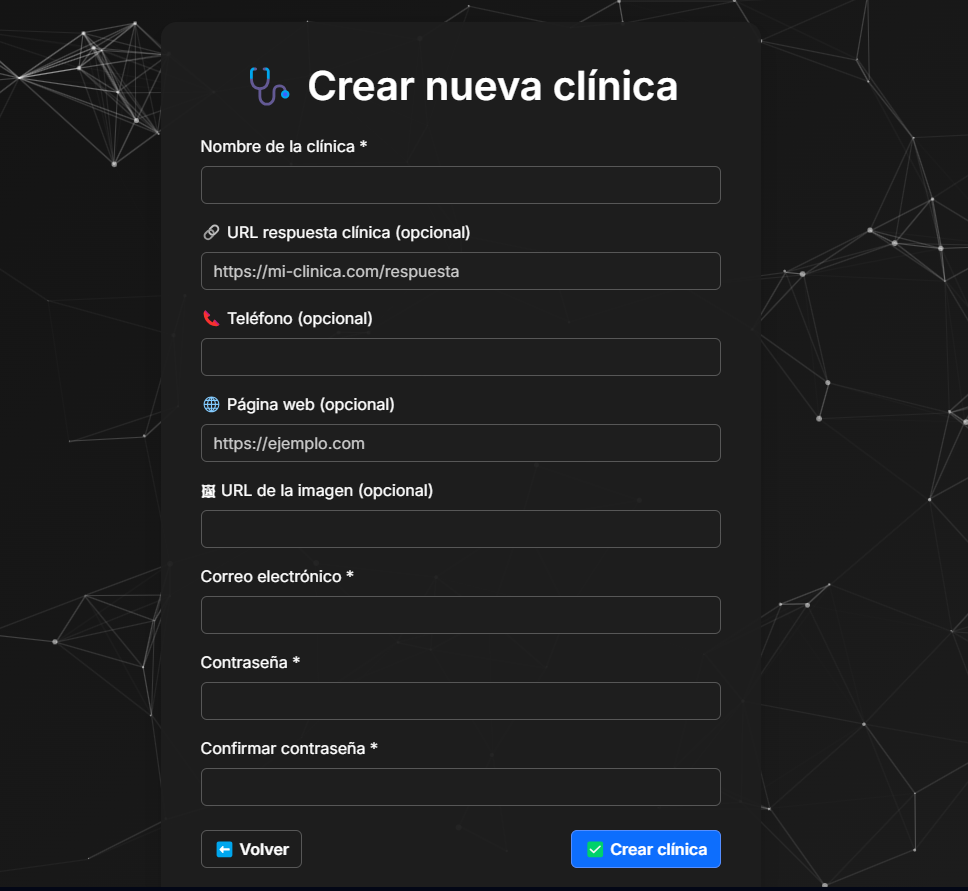 Crear nueva clínica
Nombre de la clínica *
URL respuesta clínica (opcional)
https://mi-clinica.com/respuesta
Teléfono (opcional)
Página web (opcional)
https://ejemplo.com
URL de la imagen (opcional)
Correo electrónico *
Contraseña *
Confirmar contraseña *
Volver
Crear clínica